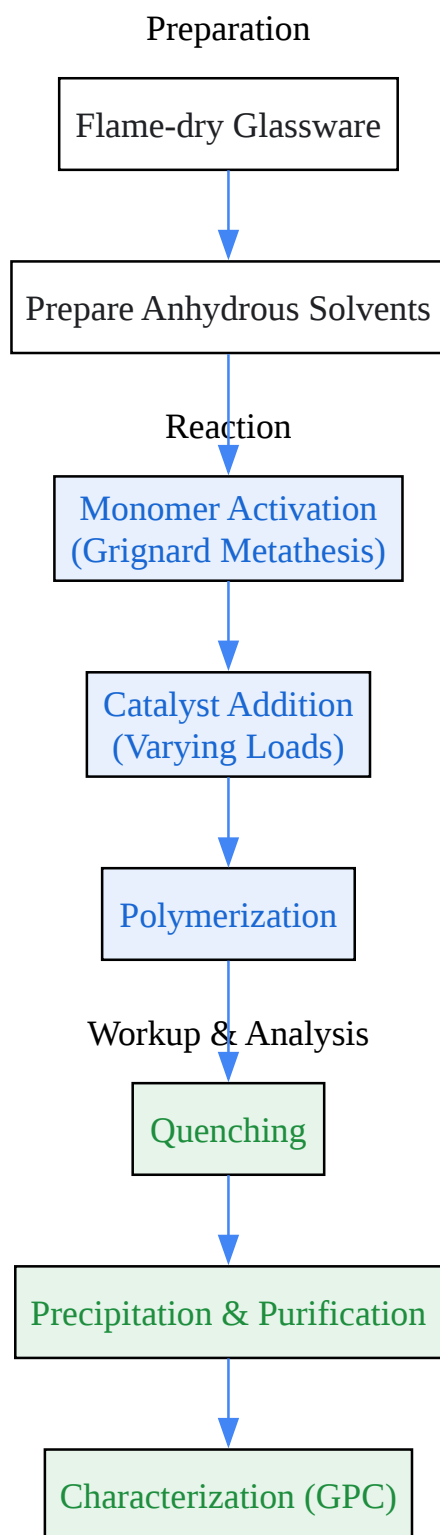 Preparation
Flame-dry Glassware
Prepare Anhydrous Solvents
Reaction
Monomer Activation
(Grignard Metathesis)
Catalyst Addition
(Varying Loads)
Polymerization
Workup & Analysis
Quenching
Precipitation & Purification
Characterization (GPC)